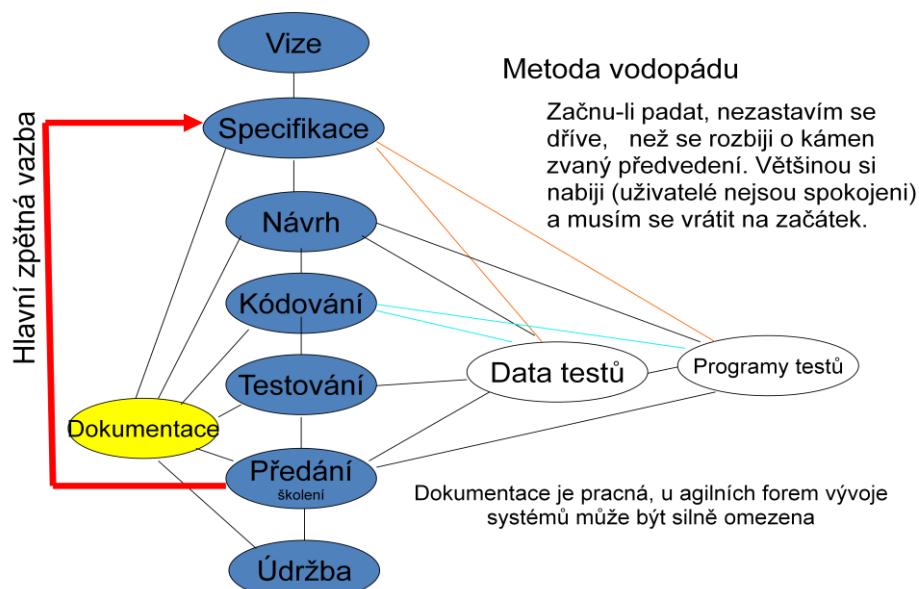 Vize
Metoda vodopádu
Začnu-li padat, nezastavím se
dříve, než se rozbiji o kámen
zvaný předvedení. Většinou si
nabiji (uživatelé nejsou spokojeni)
a musím se vrátit na začátek.
Specifikace
Hlavní zpětná vazba
Návrh
Kódování
Testování
Data testů
Programy testů
Dokumentace
Předání
školení
Dokumentace je pracná, u agilních forem vývoje
systémů může být silně omezena
Údržba